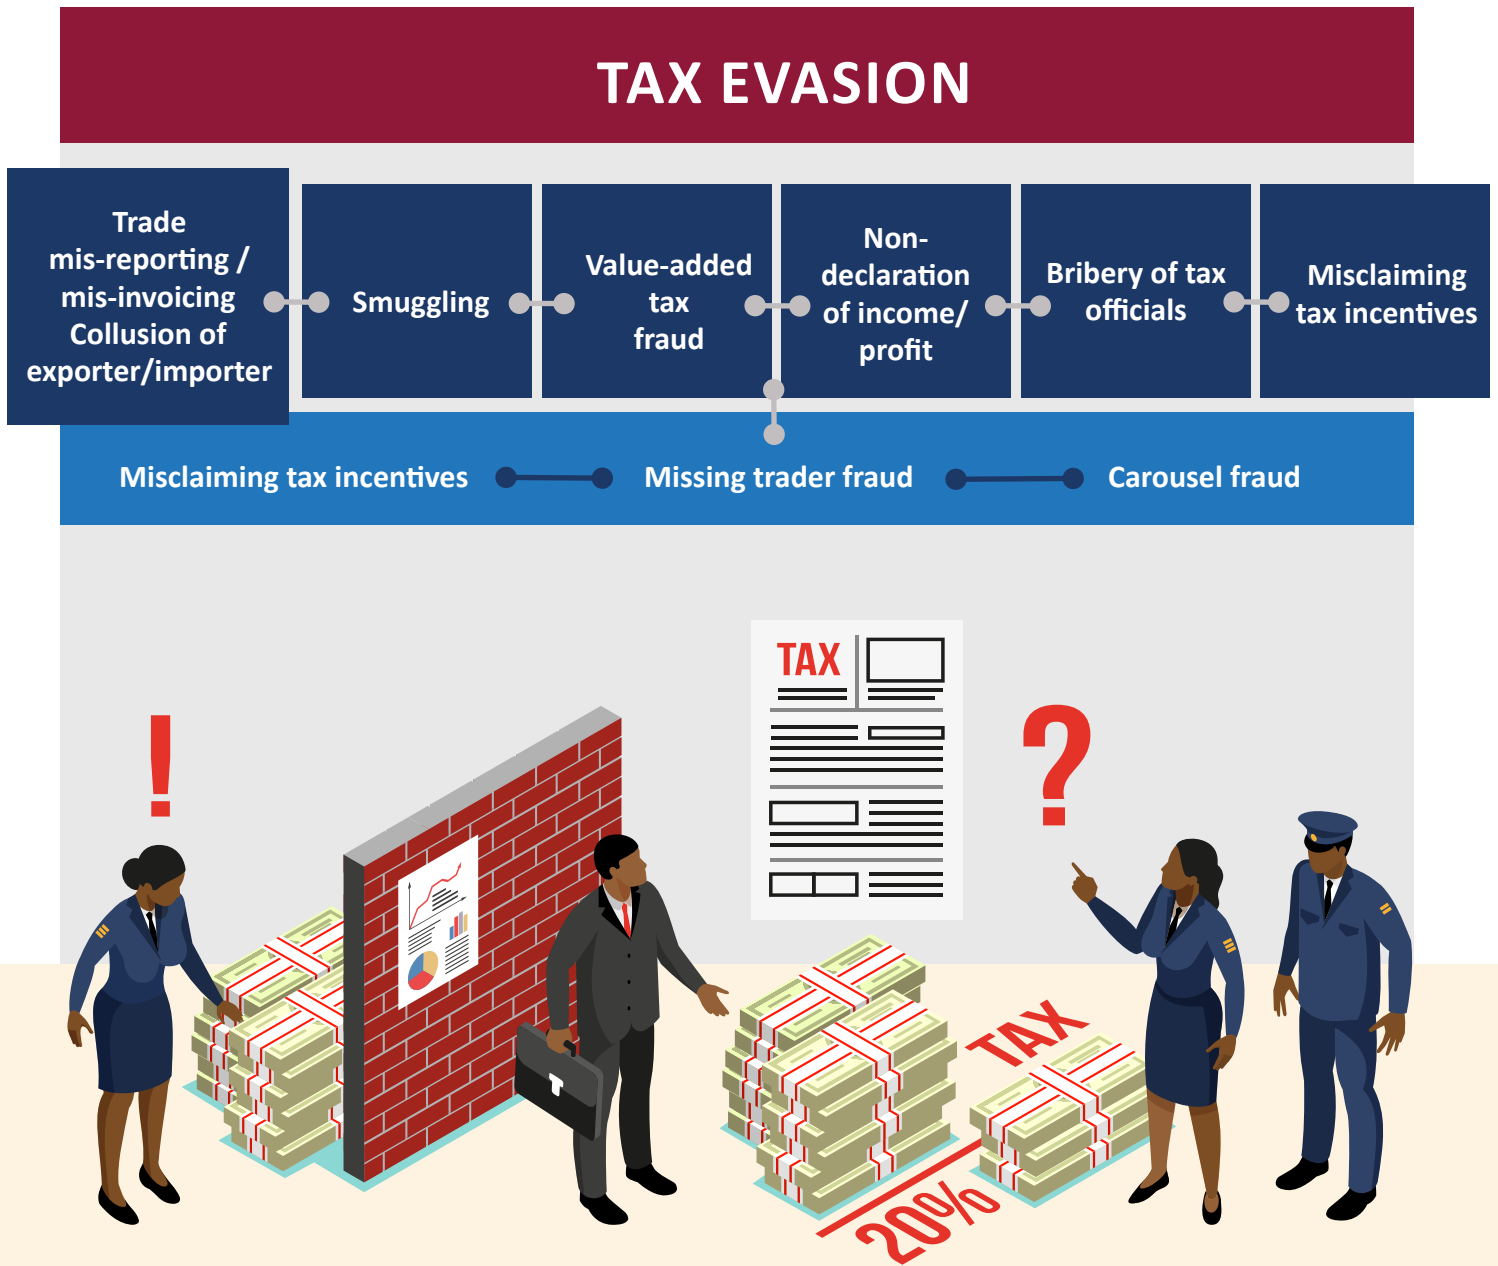 TAX EVASION
Trade
mis-reporting /
mis-invoicing
Collusion of
exporter/importer
Smuggling
Value-added
tax
fraud
Non-
declaration
of income/
profit
Bribery of tax
officials
Misclaiming
tax incentives
Misclaiming tax incentives
Missing trader fraud
Carousel fraud
TAX
!
?
TAX
20%